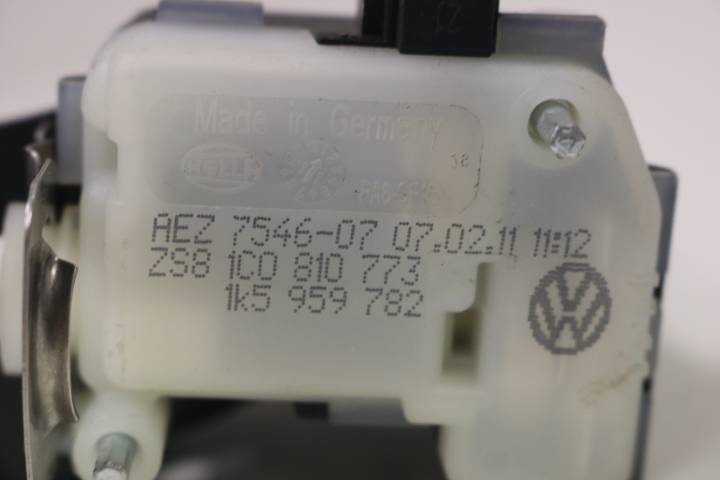 Made in Germany
HELLA
AEZ 7546-07 07.02.11 11:12
ZS8 1C0 810 773
1k5 959 782
VW